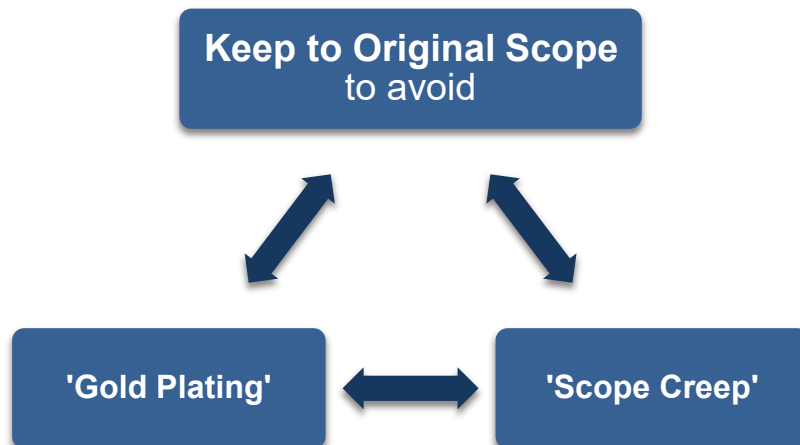 Keep to Original Scope
to avoid
'Gold Plating'
'Scope Creep'